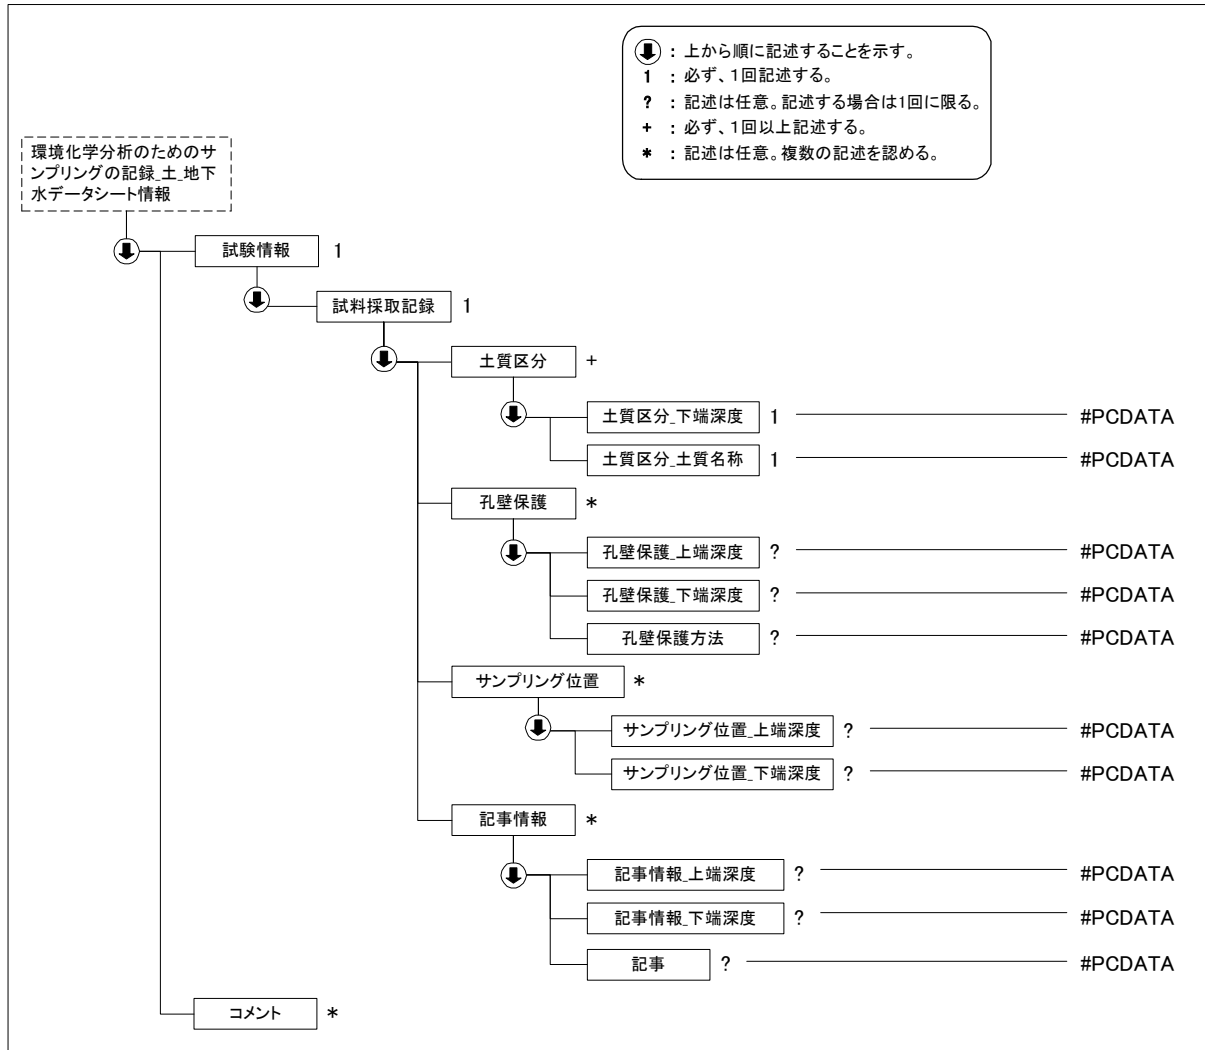 : 上から順に記述することを示す。
1 : 必ず、1回記述する。
? : 記述は任意。記述する場合は1回に限る。
+ : 必ず、1回以上記述する。
* : 記述は任意。複数の記述を認める。
環境化学分析のためのサ
ンプリングの記録_土_地下
水データシート情報
試験情報 1
試料採取記録 1
土質区分 +
土質区分_下端深度 1 #PCDATA
土質区分_土質名称 1 #PCDATA
孔壁保護 *
孔壁保護_上端深度 ? #PCDATA
孔壁保護_下端深度 ? #PCDATA
孔壁保護方法 ? #PCDATA
サンプリング位置 *
サンプリング位置_上端深度 ? #PCDATA
サンプリング位置_下端深度 ? #PCDATA
記事情報 *
記事情報_上端深度 ? #PCDATA
記事情報_下端深度 ? #PCDATA
記事 ? #PCDATA
コメント *